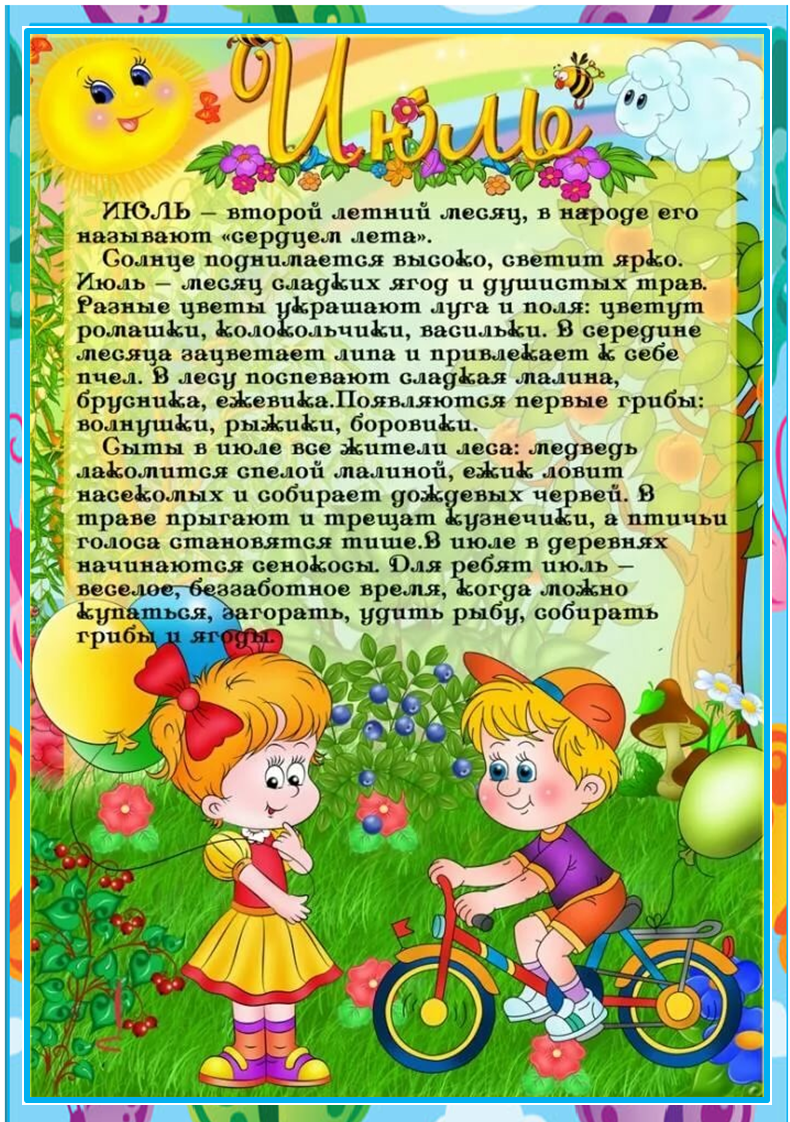 Июль
ИЮЛЬ – второй летний месяц, в народе его
называют «сердцем лета».
Солнце поднимается высоко, светит ярко.
Июль – месяц сладких ягод и душистых трав.
Разные цветы украшают луга и поля: цветут
ромашки, колокольчики, васильки. В середине
месяца зацветает липа и привлекает к себе
пчел. В лесу поспевают сладкая малина,
брусника, ежевика.Появляются первые грибы:
волнушки, рыжики, боровики.
Сыты в июле все жители леса: медведь
лакомится спелой малиной, ежик ловит
насекомых и собирает дождевых червей. В
траве прыгают и трещат кузнечики, а птичьи
голоса становятся тише.В июле в деревнях
начинаются сенокосы. Для ребят июль –
веселое, беззаботное время, когда можно
купаться, загорать, удить рыбу, собирать
грибы и ягоды.